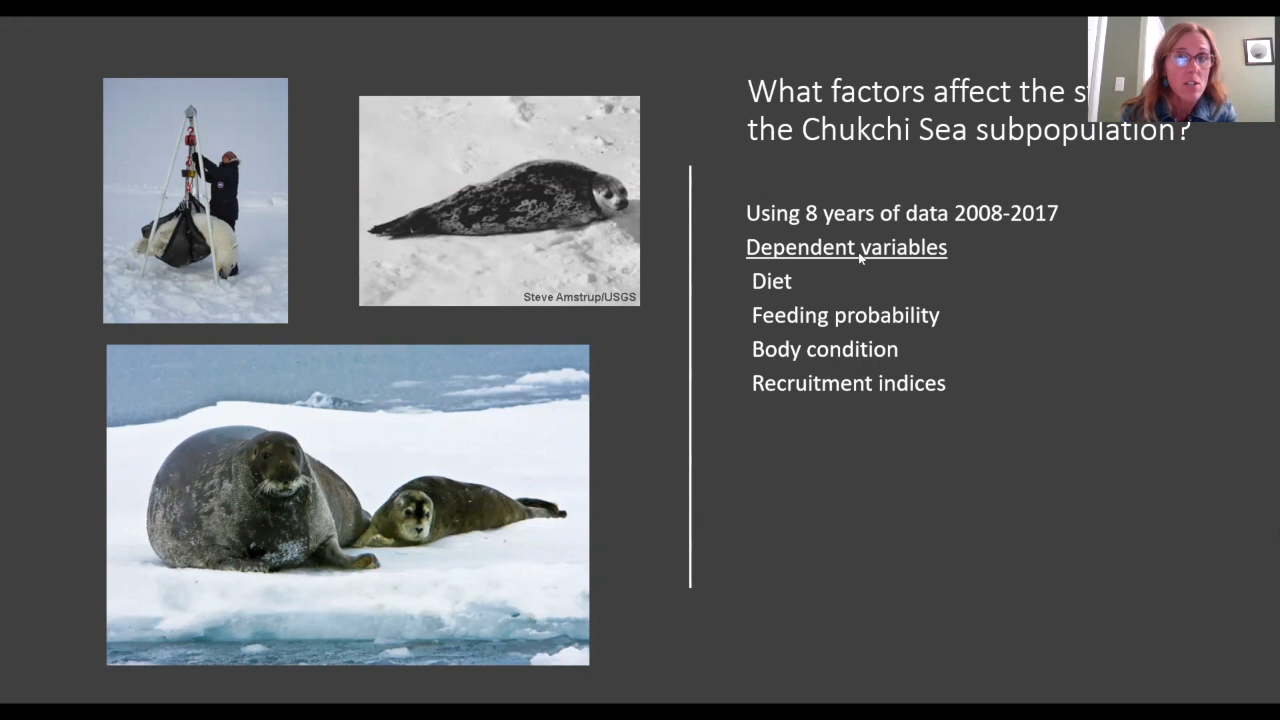 What factors affect the
the Chukchi Sea subpopulation?
Using 8 years of data 2008-2017
Dependent variables
Diet
Feeding probability
Body condition
Recruitment indices
Steve Amstrup/USGS